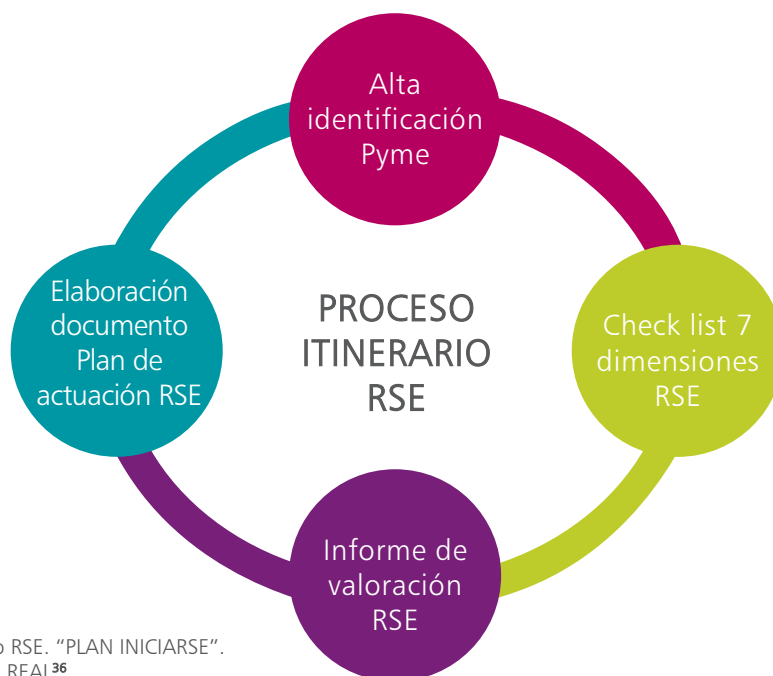 Alta
identificación
Pyme
Elaboración
documento
Plan de
actuación RSE
PROCESO
ITINERARIO
RSE
Check list 7
dimensiones
RSE
Informe de
valoración
RSE
RSE. “PLAN INICIARSE”.
REAL36